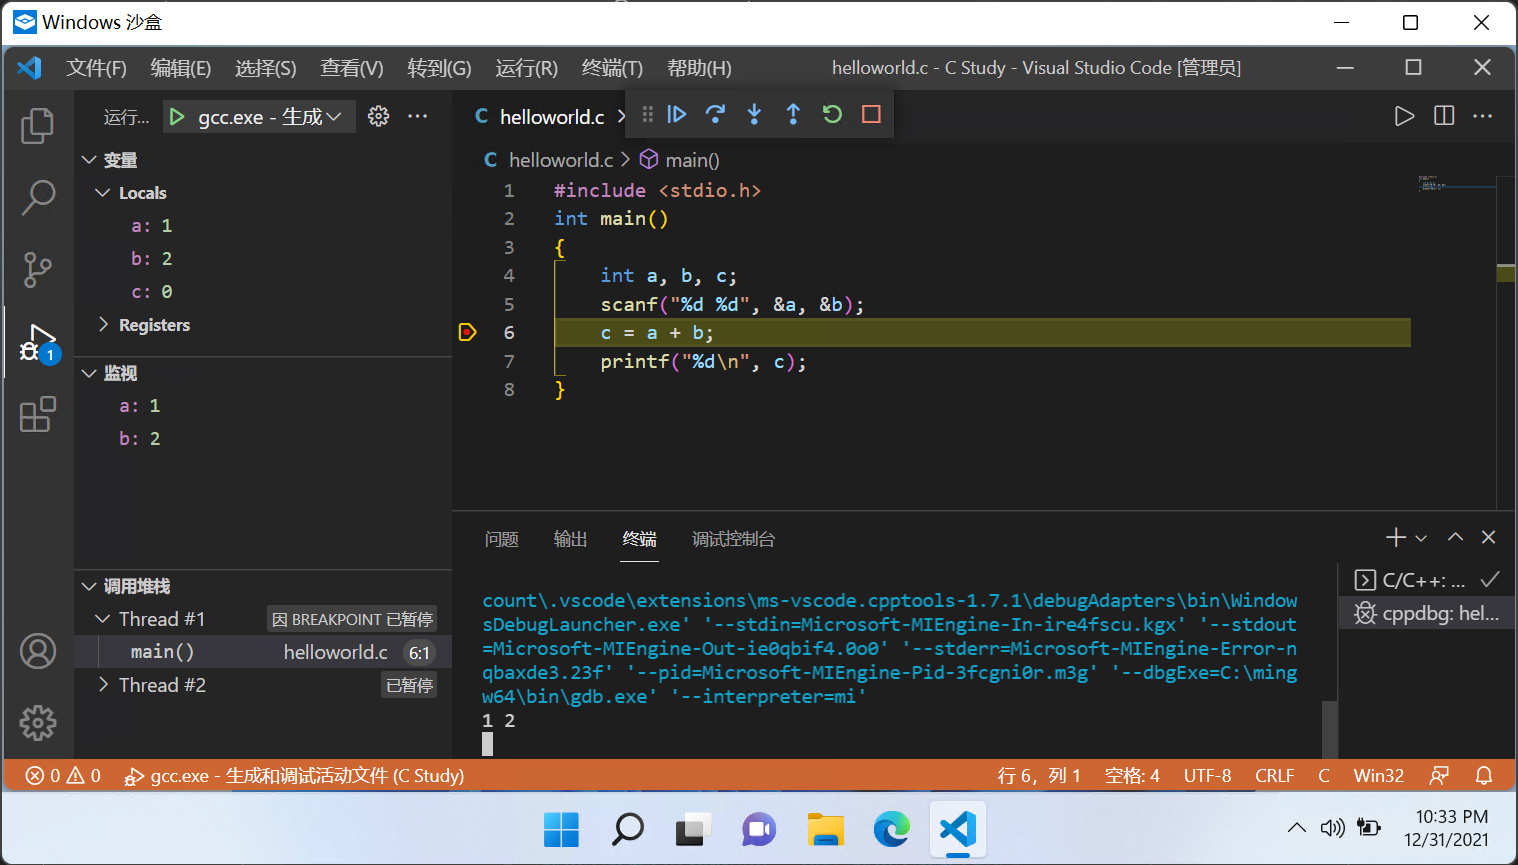 Windows 沙盒
文件(F) 编辑(E) 选择(S) 查看(V) 转到(G) 运行(R) 终端(T) 帮助(H) helloworld.c - C Study - Visual Studio Code [管理员]
运行... gcc.exe - 生成
变量
Locals
a: 1
b: 2
c: 0
Registers
监视
a: 1
b: 2
调用堆栈
Thread #1 因 BREAKPOINT 已暂停
main() helloworld.c 6:1
Thread #2 已暂停
1
C helloworld.c
C helloworld.c > main()
1 #include <stdio.h>
2 int main()
3 {
4 int a, b, c;
5 scanf("%d %d", &a, &b);
6 c = a + b;
7 printf("%d\n", c);
8 }
问题 输出 终端 调试控制台
count\.vscode\extensions\ms-vscode.cpptools-1.7.1\debugAdapters\bin\Window
sDebugLauncher.exe' '--stdin=Microsoft-MIEngine-In-ire4fscu.kgx' '--stdout
=Microsoft-MIEngine-Out-ie0qbif4.0o0' '--stderr=Microsoft-MIEngine-Error-n
qbaxde3.23f' '--pid=Microsoft-MIEngine-Pid-3fcgni0r.m3g' '--dbgExe=C:\ming
w64\bin\gdb.exe' '--interpreter=mi'
1 2
C/C++: ...
cppdbg: hel...
0 0 gcc.exe - 生成和调试活动文件 (C Study) 行 6，列 1 空格: 4 UTF-8 CRLF C Win32
10:33 PM
12/31/2021